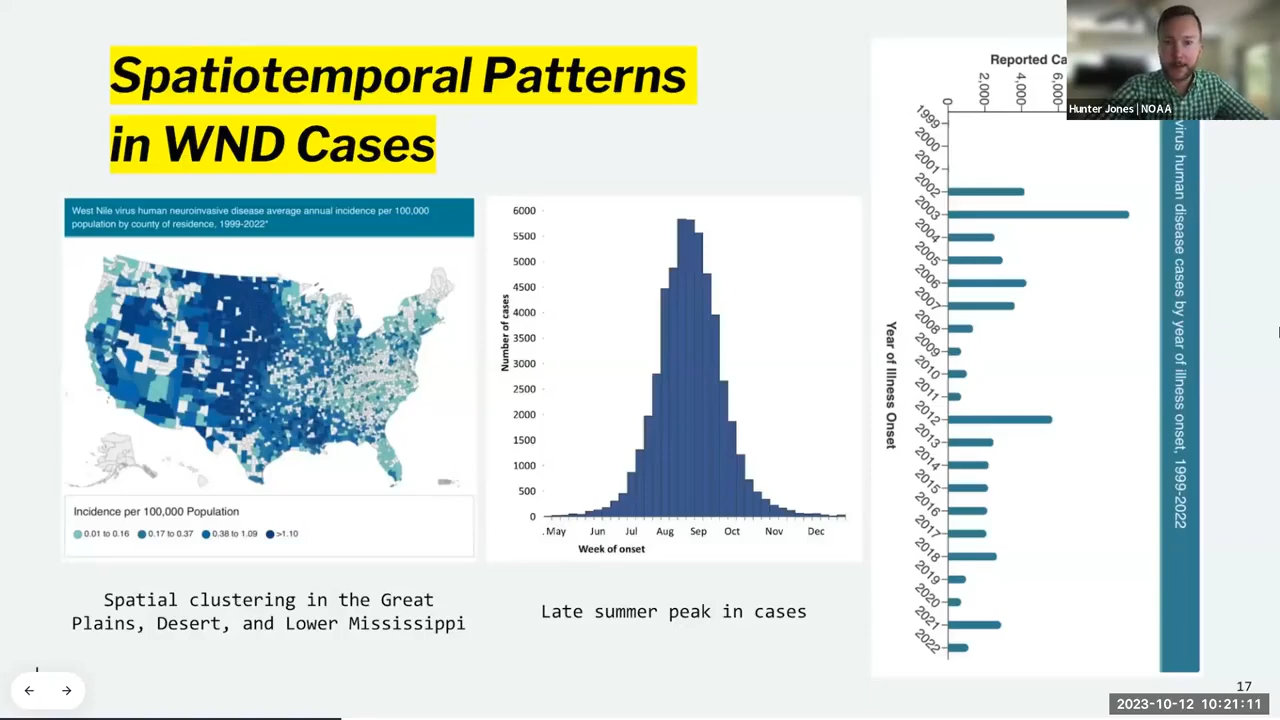 Spatiotemporal Patterns
in WND Cases
West Nile virus human neuroinvasive disease average annual incidence per 100,000
population by county of residence, 1999-2022*
Incidence per 100,000 Population
0.01 to 0.16
0.17 to 0.37
0.38 to 1.09
>1.10
Spatial clustering in the Great
Plains, Desert, and Lower Mississippi
6000
5500
5000
4500
4000
3500
3000
2500
2000
1500
1000
500
0
Number of cases
May Jun Jul Aug Sep Oct Nov Dec
Week of onset
Late summer peak in cases
Reported Ca
0
2,000
4,000
6,000
1999
2000
2001
2002
2003
2004
2005
2006
2007
2008
2009
2010
2011
2012
2013
2014
2015
2016
2017
2018
2019
2020
2021
2022
Year of Illness Onset
virus human disease cases by year of illness onset, 1999-2022
Hunter Jones | NOAA
← →
17
2023-10-12 10:21:11